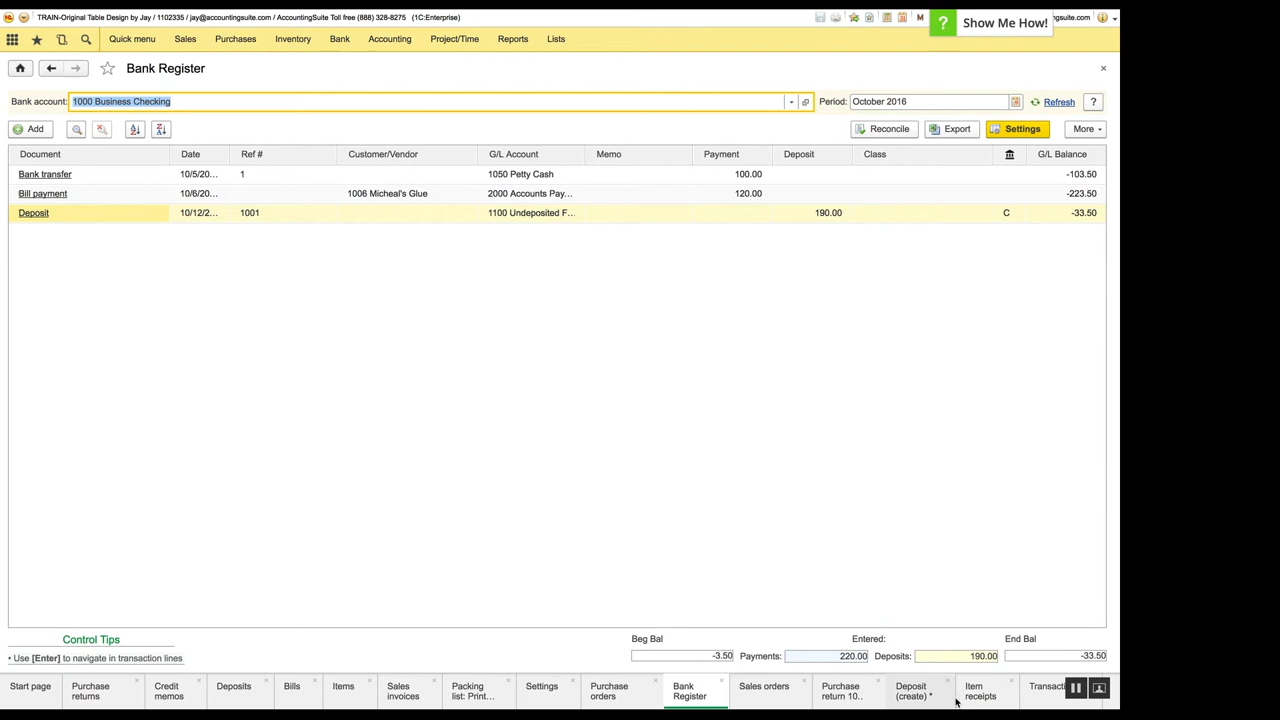 TRAIN-Original Table Design by Jay / 1102335 / jay@accountingsuite.com / AccountingSuite Toll free (888) 328-8275 (1C:Enterprise)
M
es.com
? Show Me How!
Quick menu Sales Purchases Inventory Bank Accounting Project/Time Reports Lists
Bank Register
Bank account: 1000 Business Checking Period: October 2016 Refresh ?
Add Reconcile Export Settings More
Document Date Ref # Customer/Vendor G/L Account Memo Payment Deposit Class G/L Balance
Bank transfer 10/5/20... 1 1050 Petty Cash 100.00 -103.50
Bill payment 10/6/20... 1006 Micheal's Glue 2000 Accounts Pay... 120.00 -223.50
Deposit 10/12/2... 1001 1100 Undeposited F... 190.00 C -33.50
Control Tips
• Use [Enter] to navigate in transaction lines
Beg Bal Entered: End Bal
-3.50 Payments: 220.00 Deposits: 190.00 -33.50
Start page Purchase returns Credit memos Deposits Bills Items Sales invoices Packing list: Print... Settings Purchase orders Bank Register Sales orders Purchase return 10.. Deposit (create) * Item receipts Transacti